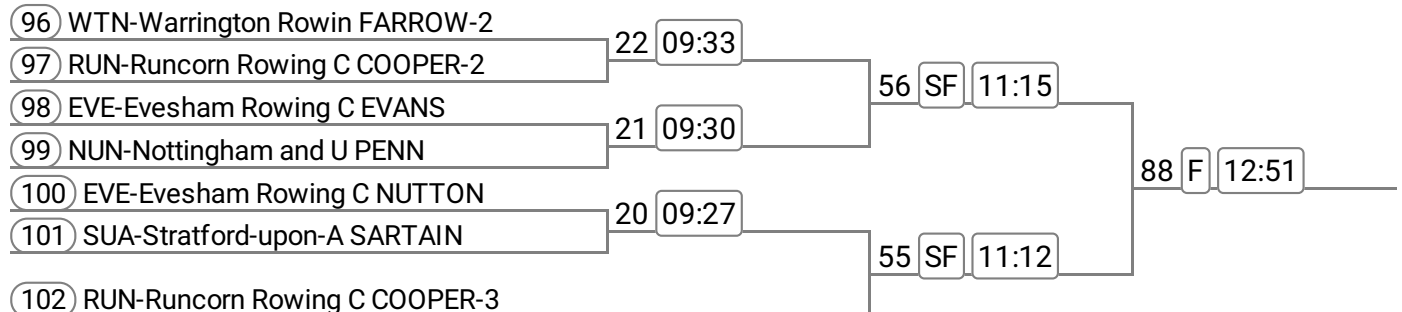 96 WTN-Warrington Rowin FARROW-2
22 09:33
97 RUN-Runcorn Rowing C COOPER-2
56 SF 11:15
98 EVE-Evesham Rowing C EVANS
21 09:30
99 NUN-Nottingham and U PENN
88 F 12:51
100 EVE-Evesham Rowing C NUTTON
20 09:27
101 SUA-Stratford-upon-A SARTAIN
55 SF 11:12
102 RUN-Runcorn Rowing C COOPER-3